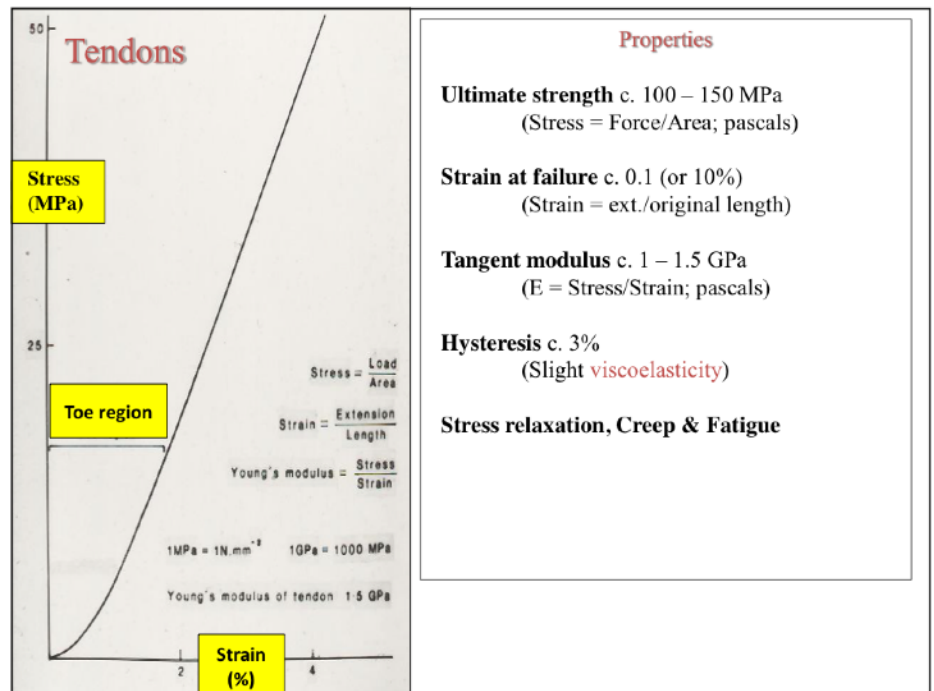 Tendons
50
Stress
(MPa)
25
Toe region
Stress = Load
Area
Strain = Extension
Length
Young's modulus = Stress
Strain
1MPa = 1N.mm⁻² 1GPa = 1000 MPa
Young's modulus of tendon 1·5 GPa
2
Strain
(%)
4
Properties
Ultimate strength c. 100 – 150 MPa
(Stress = Force/Area; pascals)
Strain at failure c. 0.1 (or 10%)
(Strain = ext./original length)
Tangent modulus c. 1 – 1.5 GPa
(E = Stress/Strain; pascals)
Hysteresis c. 3%
(Slight viscoelasticity)
Stress relaxation, Creep & Fatigue